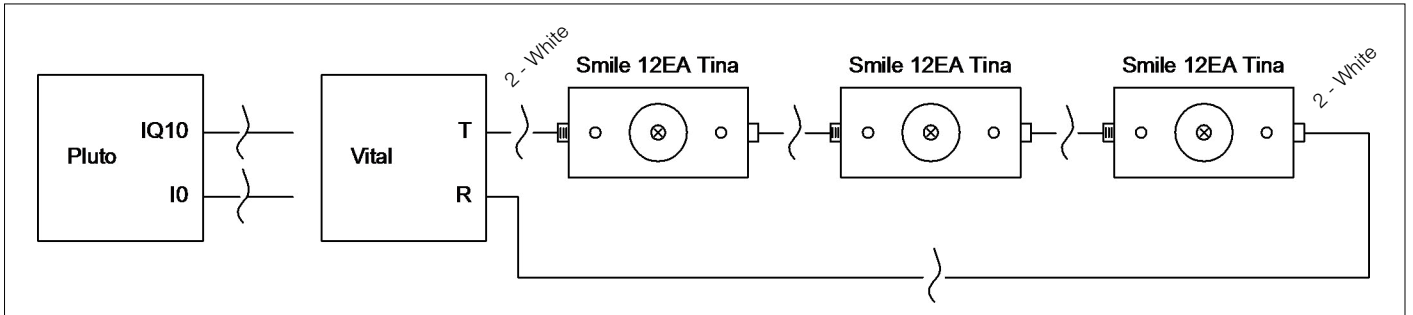 2 - White
2 - White
Smile 12EA Tina
Smile 12EA Tina
Smile 12EA Tina
IQ10
T
Pluto
Vital
I0
R